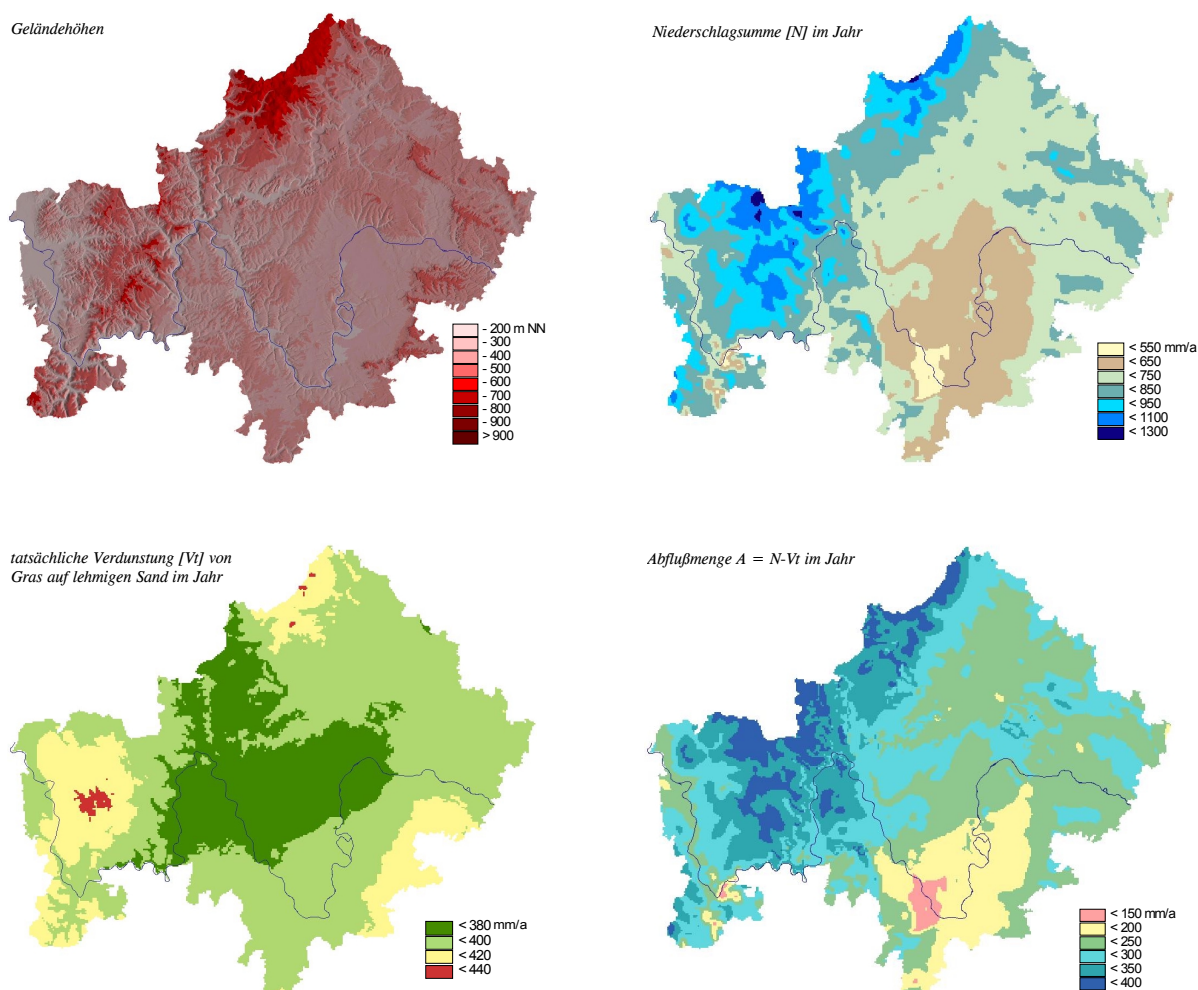 Geländehöhen
- 200 m NN
- 300
- 400
- 500
- 600
- 700
- 800
- 900
> 900
Niederschlagsumme [N] im Jahr
< 550 mm/a
< 650
< 750
< 850
< 950
< 1100
< 1300
tatsächliche Verdunstung [Vt] von
Gras auf lehmigen Sand im Jahr
< 380 mm/a
< 400
< 420
< 440
Abflußmenge A = N-Vt im Jahr
< 150 mm/a
< 200
< 250
< 300
< 350
< 400